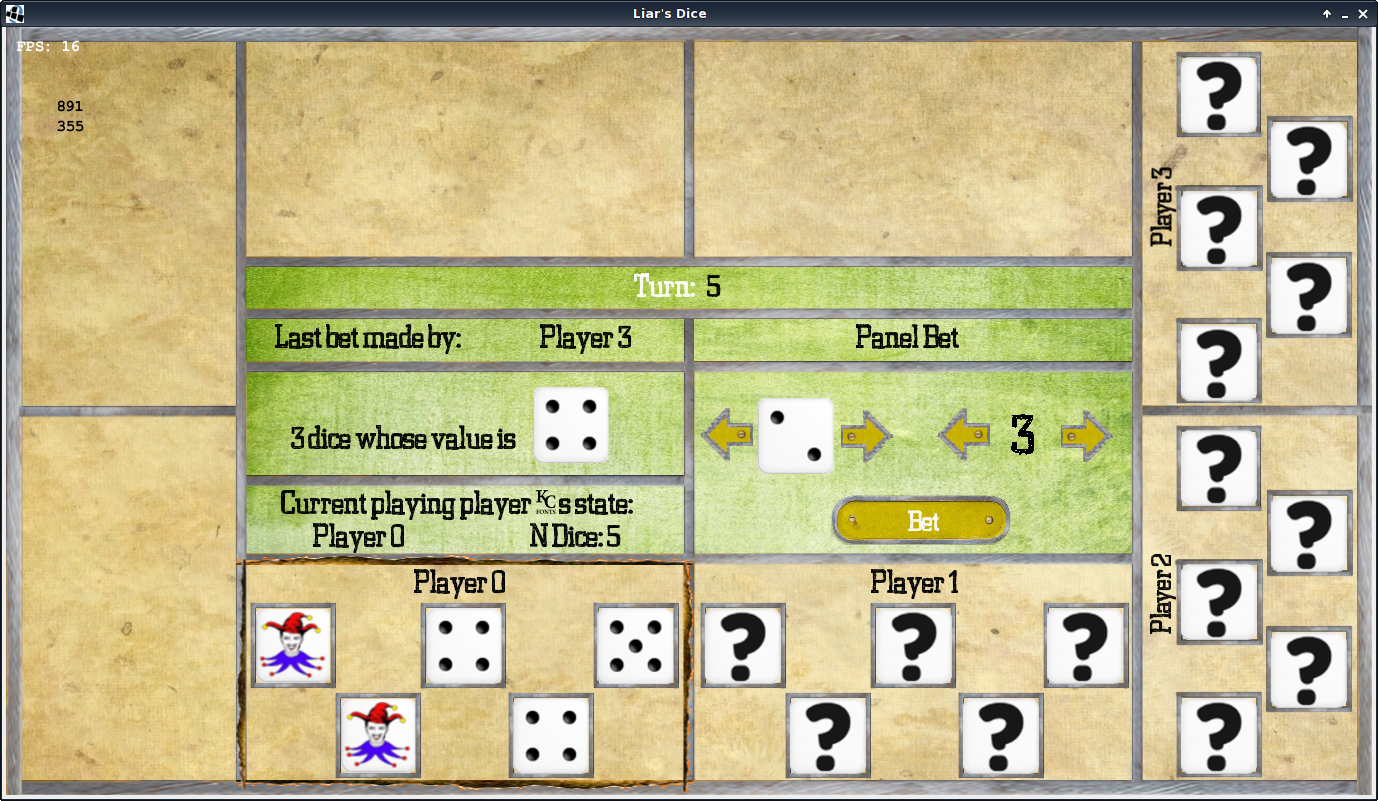 Liar's Dice
FPS: 16
891
355
Turn: 5
Last bet made by: Player 3
Panel Bet
3 dice whose value is
3
Current playing player KC FONTS s state:
Player 0 N Dice: 5
Bet
Player 0
Player 1
Player 3
Player 2
? ? ? ? ?
? ? ? ? ?
? ? ? ? ?